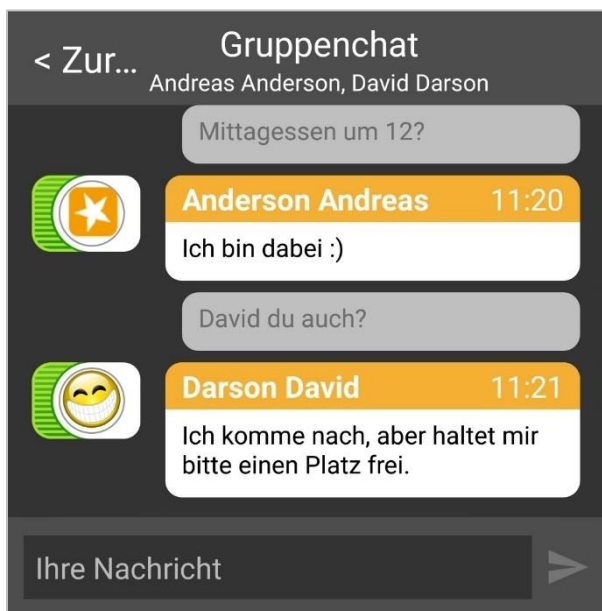 < Zur...
Gruppenchat
Andreas Anderson, David Darson
Mittagessen um 12?
Anderson Andreas 11:20
Ich bin dabei :)
David du auch?
Darson David 11:21
Ich komme nach, aber haltet mir
bitte einen Platz frei.
Ihre Nachricht